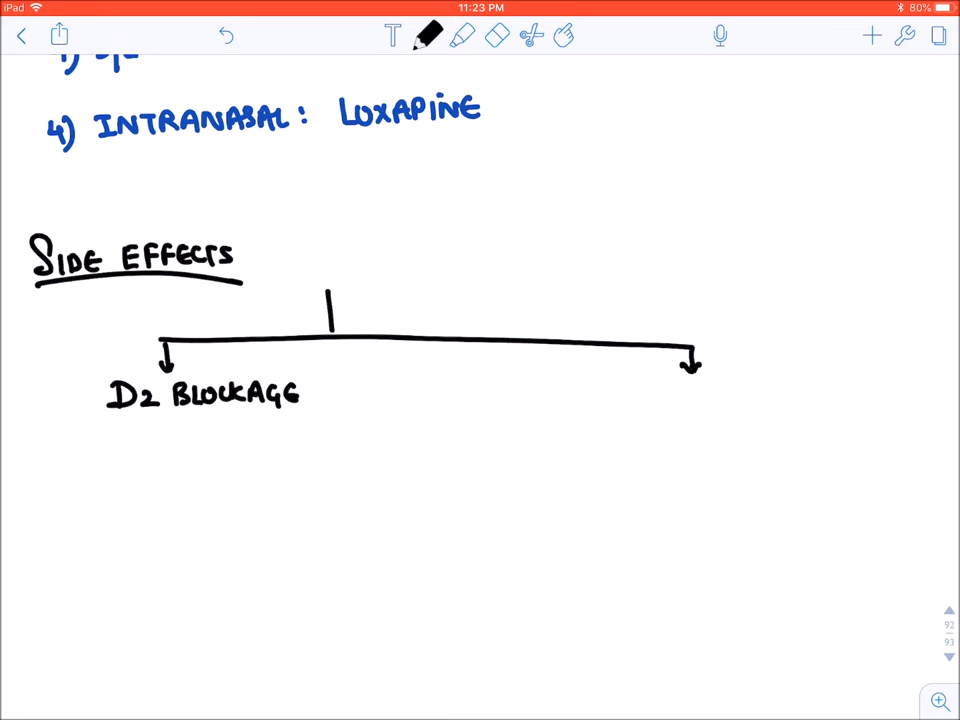 iPad 11:23 PM 80%
T
4) INTRANASAL: LOXAPINE
SIDE EFFECTS
D2 BLOCKAGE
92
93